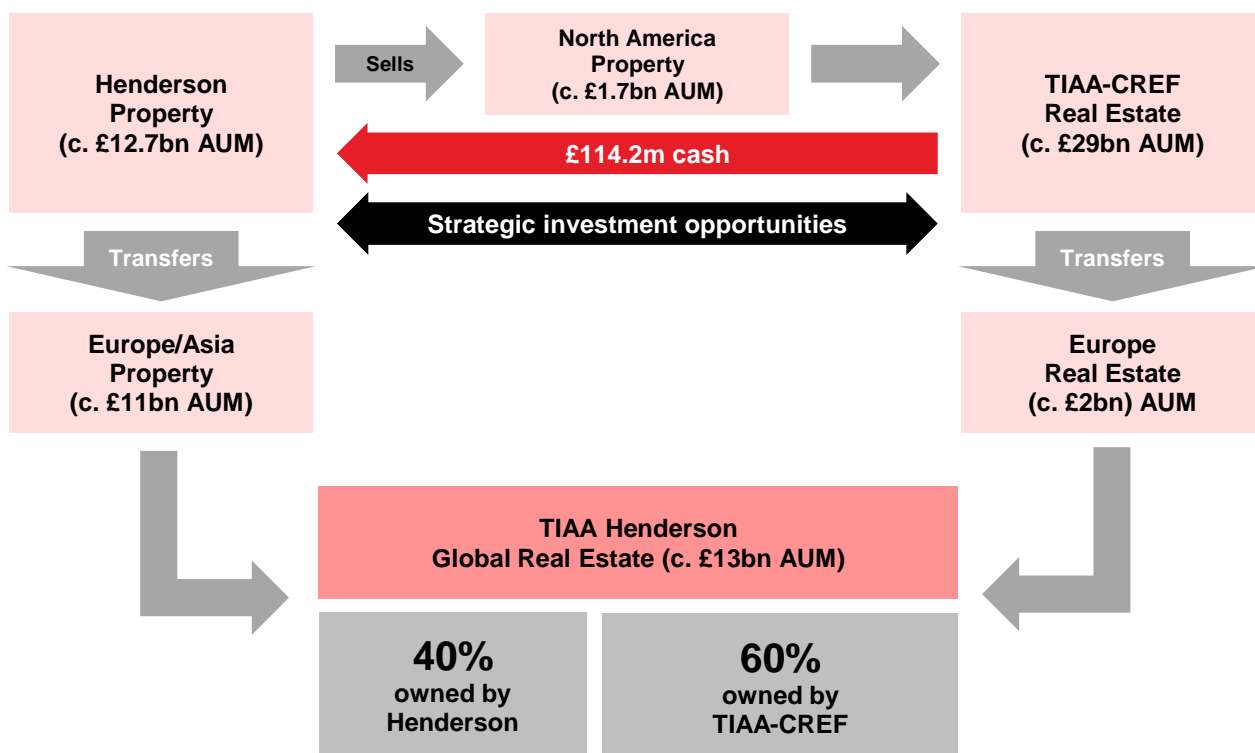 Henderson
Property
(c. £12.7bn AUM)
Sells
North America
Property
(c. £1.7bn AUM)
TIAA-CREF
Real Estate
(c. £29bn AUM)
£114.2m cash
Strategic investment opportunities
Transfers
Transfers
Europe/Asia
Property
(c. £11bn AUM)
Europe
Real Estate
(c. £2bn) AUM
TIAA Henderson
Global Real Estate (c. £13bn AUM)
40%
owned by
Henderson
60%
owned by
TIAA-CREF